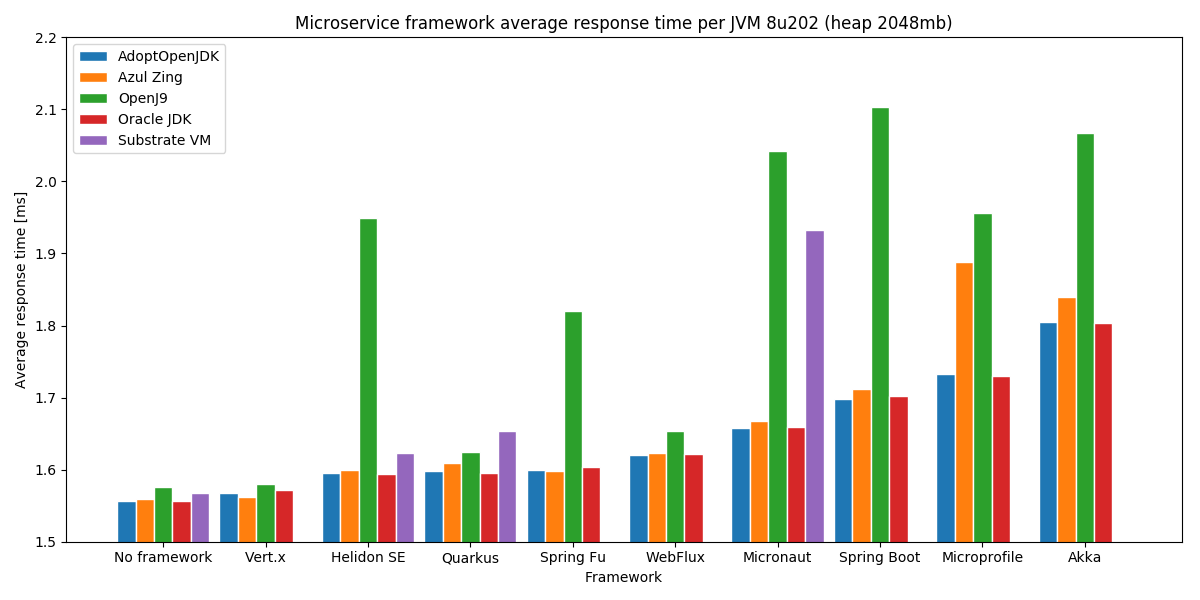 Microservice framework average response time per JVM 8u202 (heap 2048mb)
AdoptOpenJDK
Azul Zing
OpenJ9
Oracle JDK
Substrate VM
Average response time [ms]
2.2
2.1
2.0
1.9
1.8
1.7
1.6
1.5
No framework Vert.x Helidon SE Quarkus Spring Fu WebFlux Micronaut Spring Boot Microprofile Akka
Framework